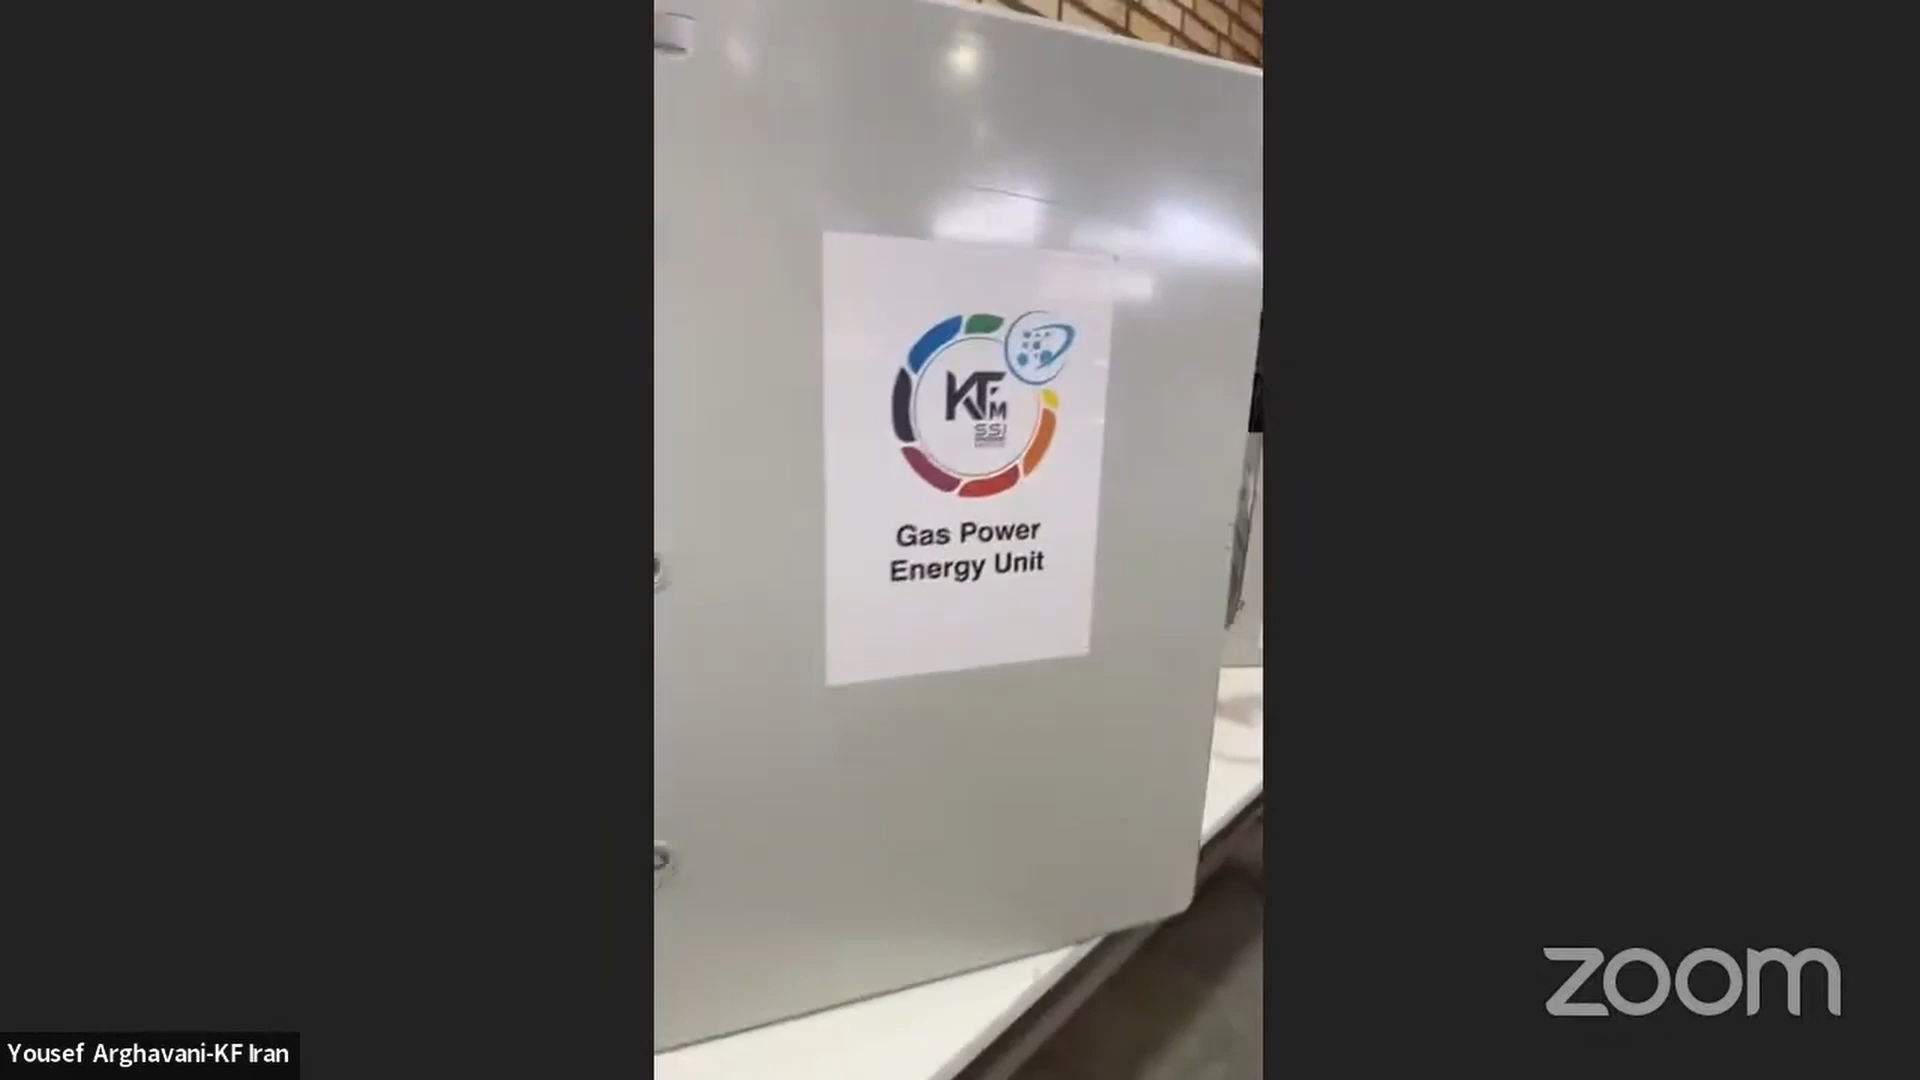 KF
M
SSI
Gas Power
Energy Unit
zoom
Yousef Arghavani-KF Iran